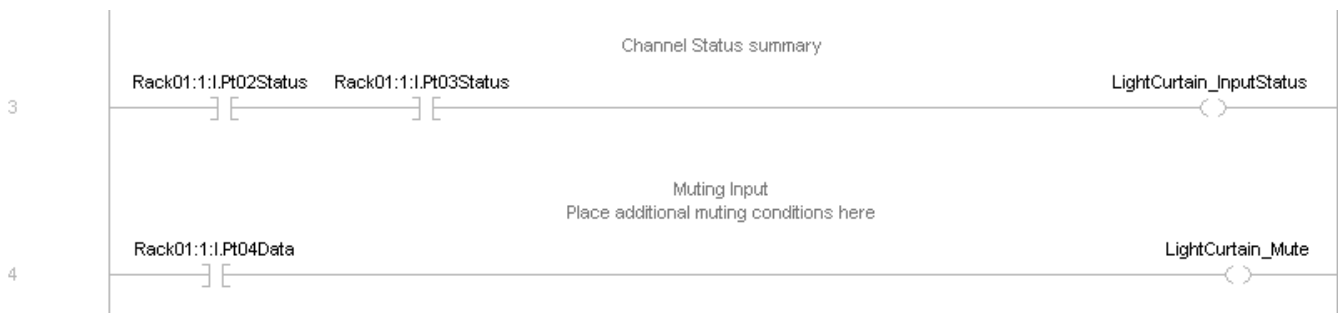 Channel Status summary
Rack01:1:I.Pt02Status Rack01:1:I.Pt03Status LightCurtain_InputStatus
3
Muting Input
Place additional muting conditions here
Rack01:1:I.Pt04Data LightCurtain_Mute
4